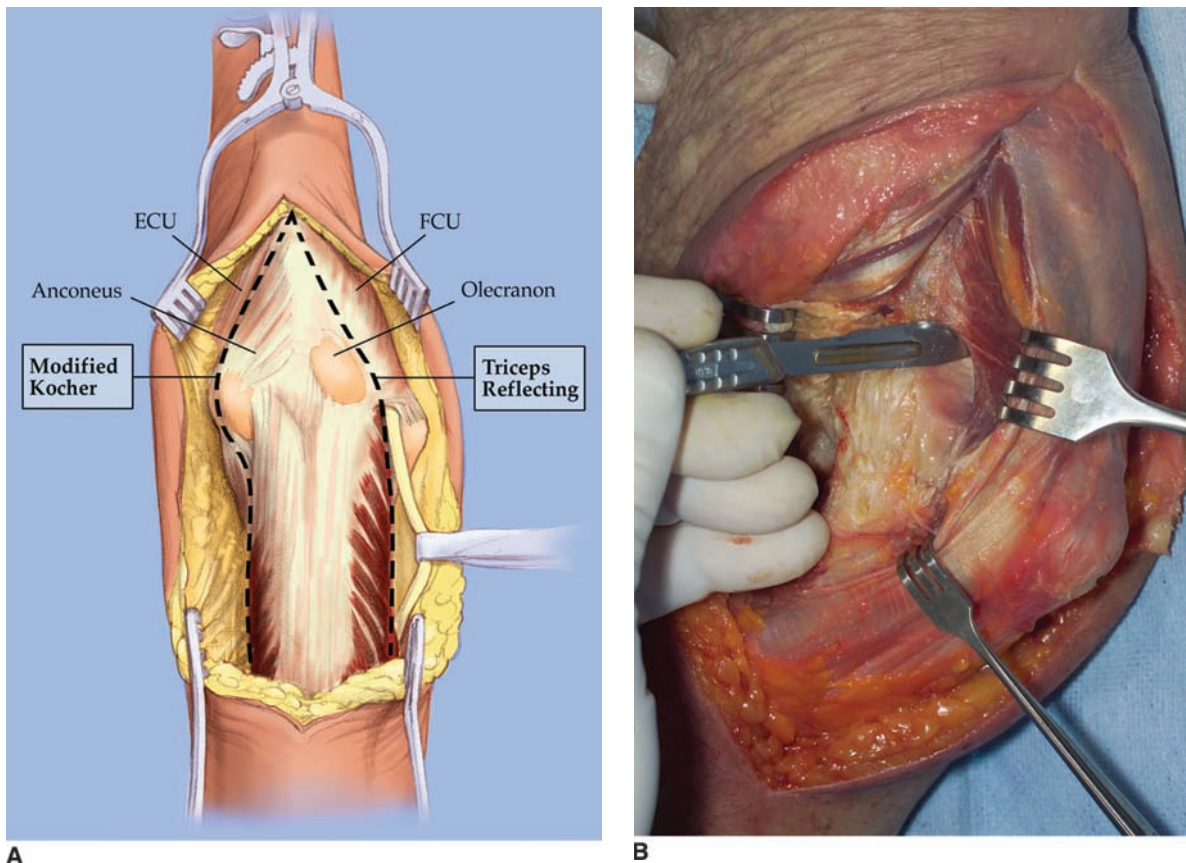 ECU
FCU
Anconeus
Olecranon
Modified
Kocher
Triceps
Reflecting
A
B